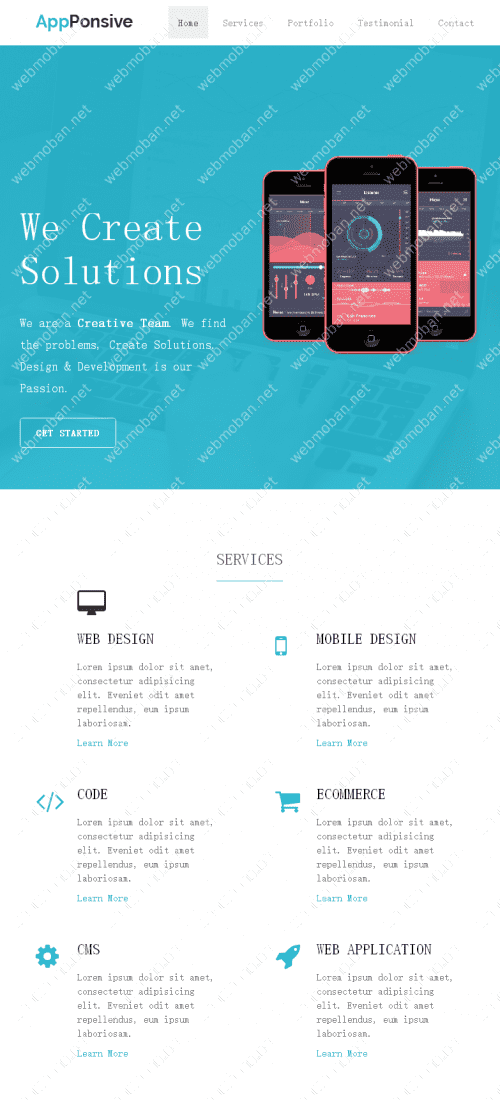 AppPonsive
Home Services Portfolio Testimonial Contact
We Create
Solutions
We are a Creative Team. We find
the problems, Create Solutions,
Design & Development is our
Passion.
GET STARTED
webmoban.net
SERVICES
WEB DESIGN
Lorem ipsum dolor sit amet,
consectetur adipisicing
elit. Eveniet odit amet
repellendus, eum ipsum
laboriosam.
Learn More
MOBILE DESIGN
Lorem ipsum dolor sit amet,
consectetur adipisicing
elit. Eveniet odit amet
repellendus, eum ipsum
laboriosam.
Learn More
CODE
Lorem ipsum dolor sit amet,
consectetur adipisicing
elit. Eveniet odit amet
repellendus, eum ipsum
laboriosam.
Learn More
ECOMMERCE
Lorem ipsum dolor sit amet,
consectetur adipisicing
elit. Eveniet odit amet
repellendus, eum ipsum
laboriosam.
Learn More
CMS
Lorem ipsum dolor sit amet,
consectetur adipisicing
elit. Eveniet odit amet
repellendus, eum ipsum
laboriosam.
Learn More
WEB APPLICATION
Lorem ipsum dolor sit amet,
consectetur adipisicing
elit. Eveniet odit amet
repellendus, eum ipsum
laboriosam.
Learn More